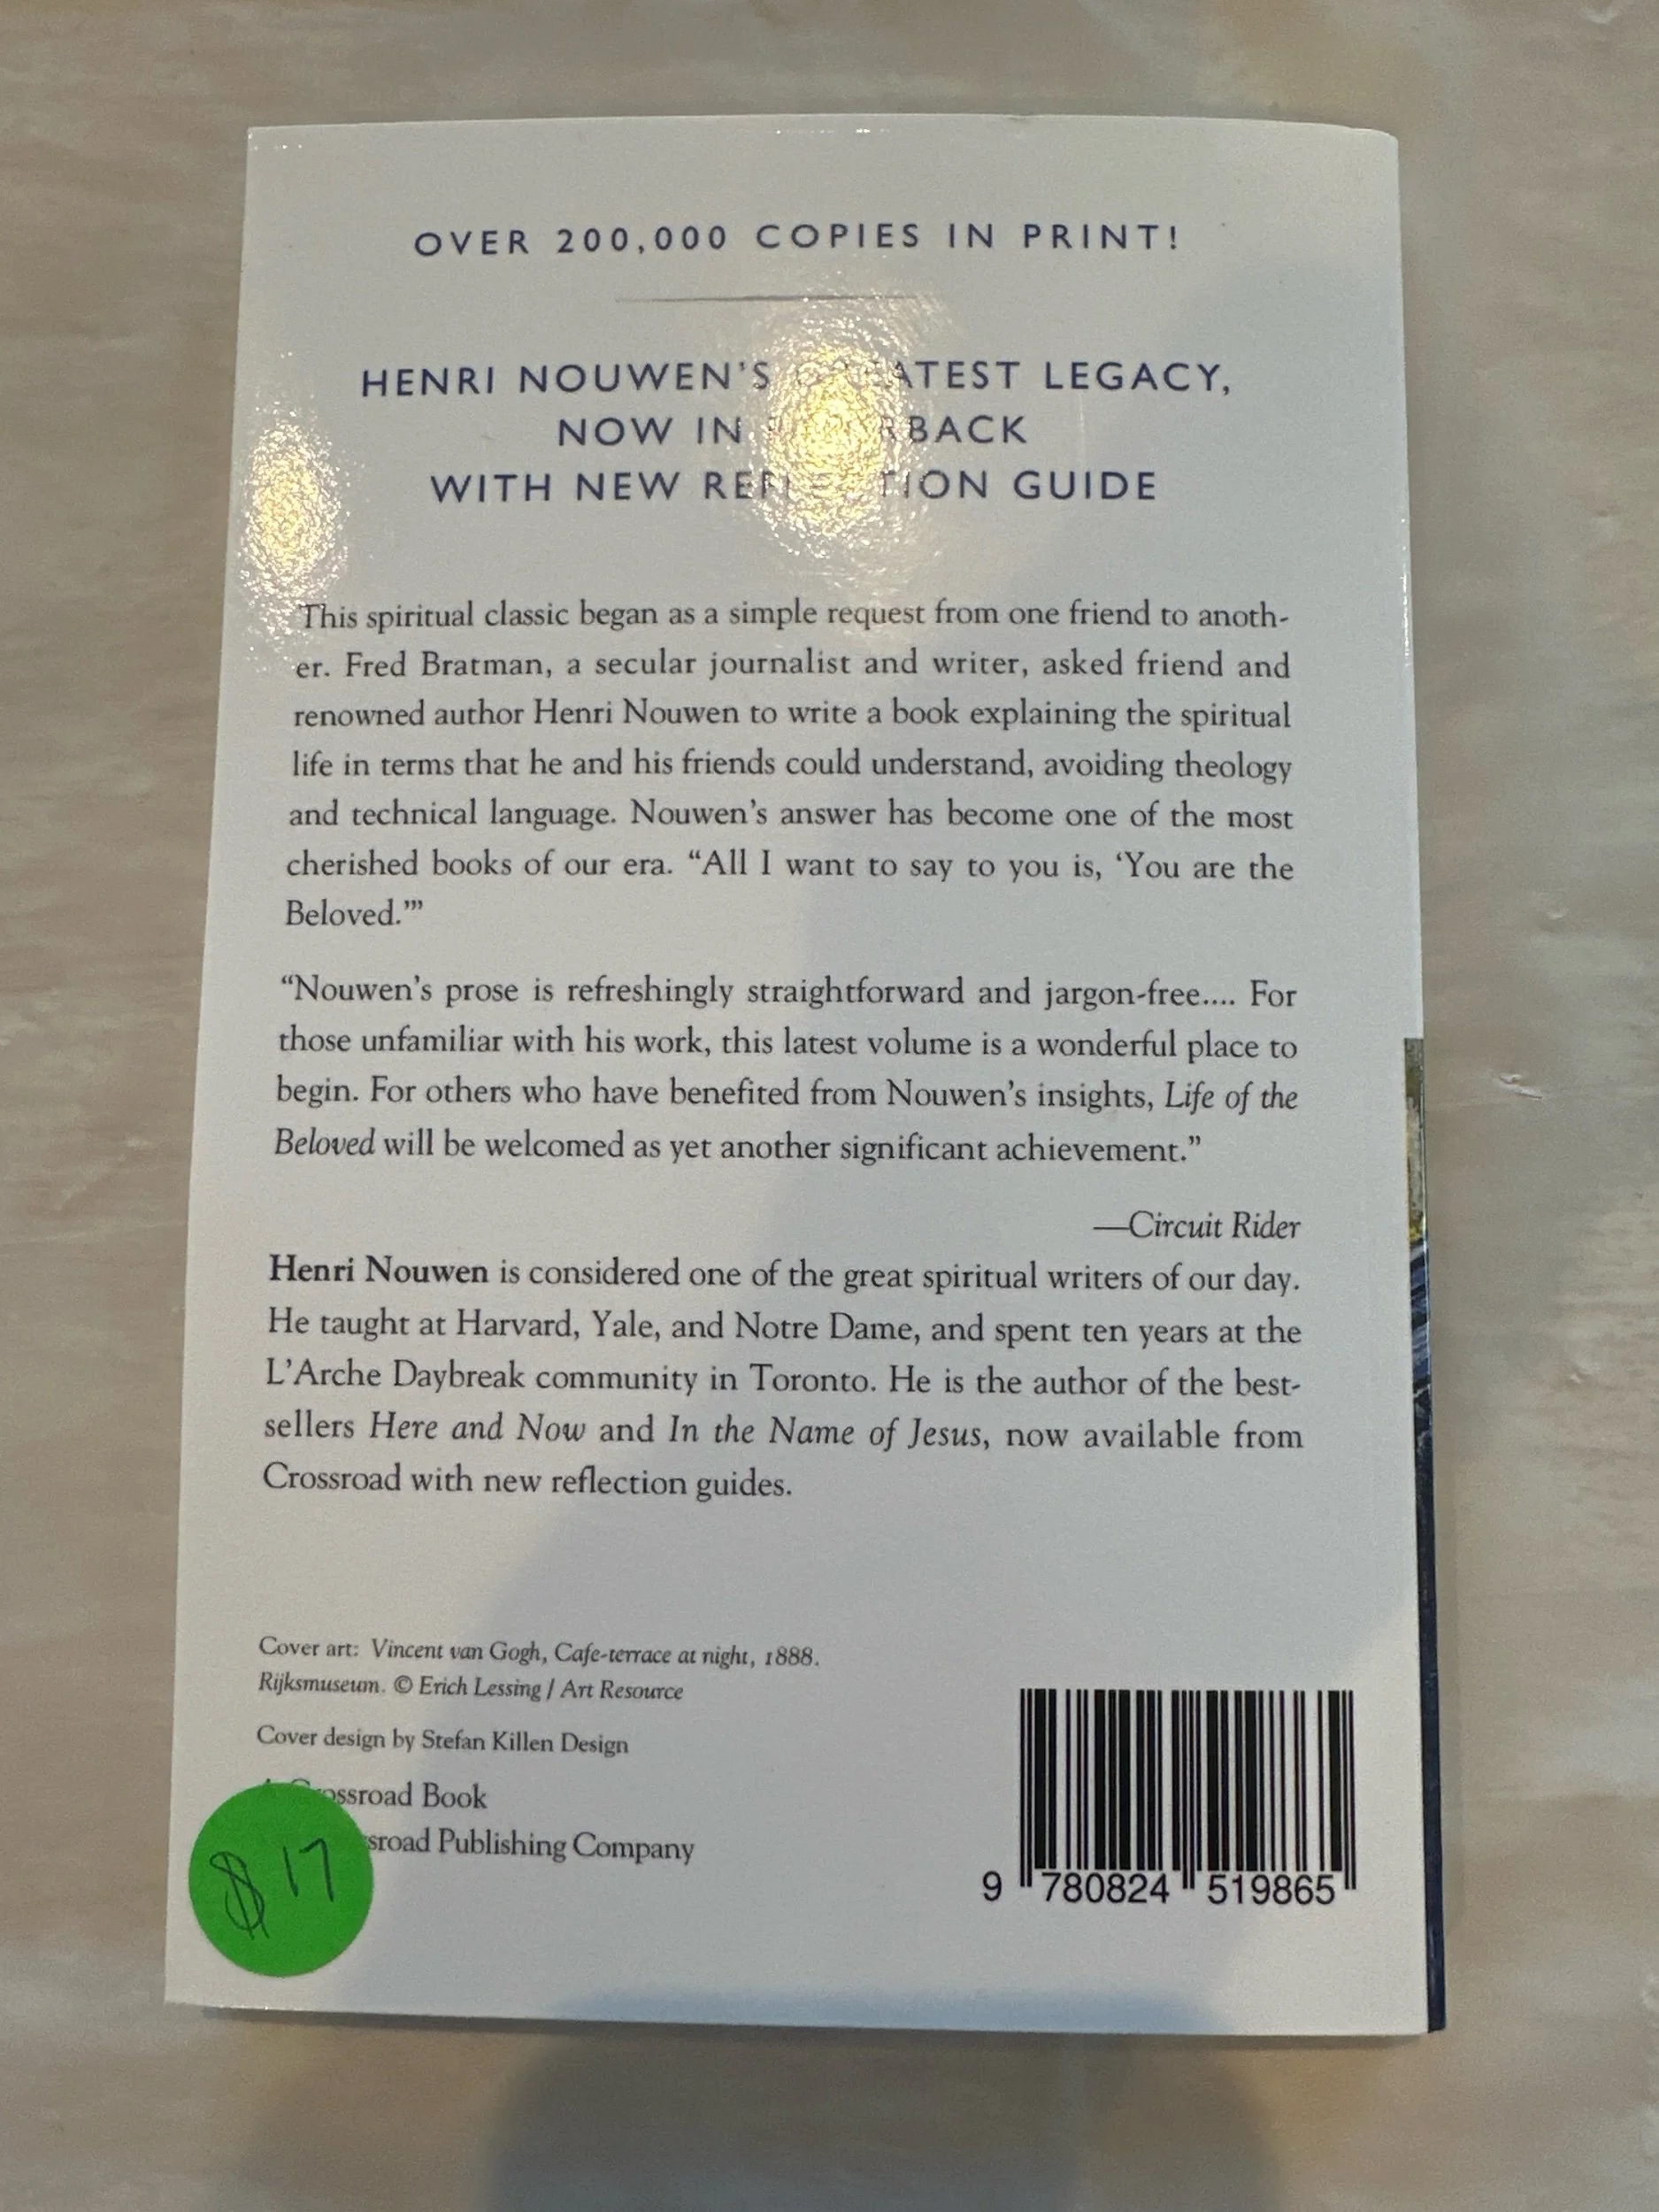 OVER 200,000 COPIES IN PRINT!
HENRI NOUWEN'S GREATEST LEGACY,
NOW IN PAPERBACK
WITH NEW REFLECTION GUIDE
This spiritual classic began as a simple request from one friend to anoth-
er. Fred Bratman, a secular journalist and writer, asked friend and
renowned author Henri Nouwen to write a book explaining the spiritual
life in terms that he and his friends could understand, avoiding theology
and technical language. Nouwen's answer has become one of the most
cherished books of our era. “All I want to say to you is, ‘You are the
Beloved.’”
“Nouwen's prose is refreshingly straightforward and jargon-free.... For
those unfamiliar with his work, this latest volume is a wonderful place to
begin. For others who have benefited from Nouwen's insights, Life of the
Beloved will be welcomed as yet another significant achievement.”
—Circuit Rider
Henri Nouwen is considered one of the great spiritual writers of our day.
He taught at Harvard, Yale, and Notre Dame, and spent ten years at the
L'Arche Daybreak community in Toronto. He is the author of the best-
sellers Here and Now and In the Name of Jesus, now available from
Crossroad with new reflection guides.
Cover art: Vincent van Gogh, Cafe-terrace at night, 1888.
Rijksmuseum. © Erich Lessing / Art Resource
Cover design by Stefan Killen Design
Crossroad Book
Publishing Company
$17
9 780824 519865